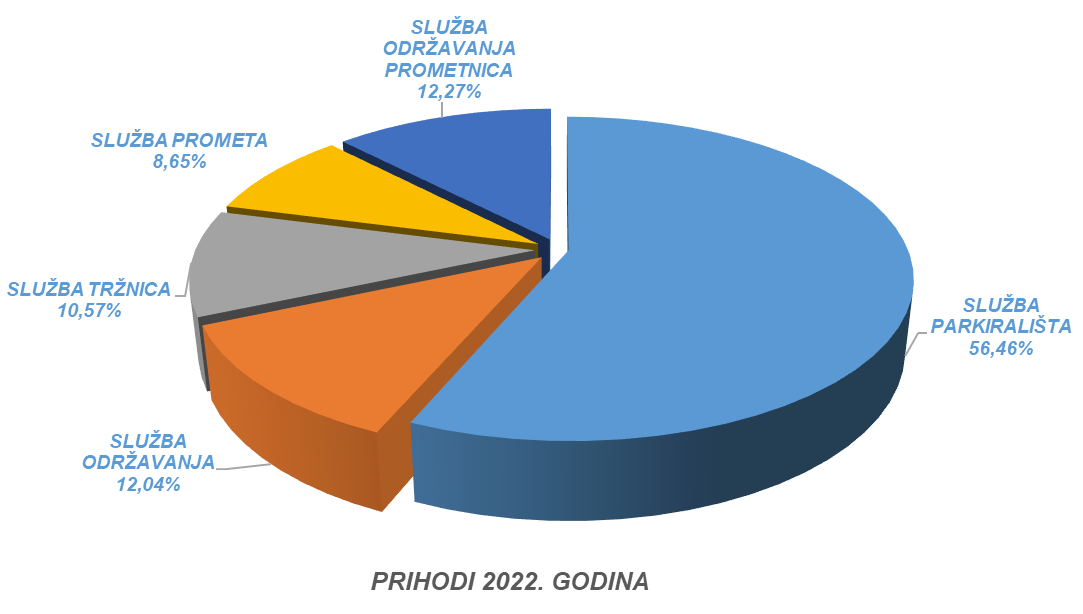 SLUŽBA
ODRŽAVANJA
PROMETNICA
12,27%
SLUŽBA PROMETA
8,65%
SLUŽBA TRŽNICA
10,57%
SLUŽBA
PARKIRALIŠTA
56,46%
SLUŽBA
ODRŽAVANJA
12,04%
PRIHODI 2022. GODINA